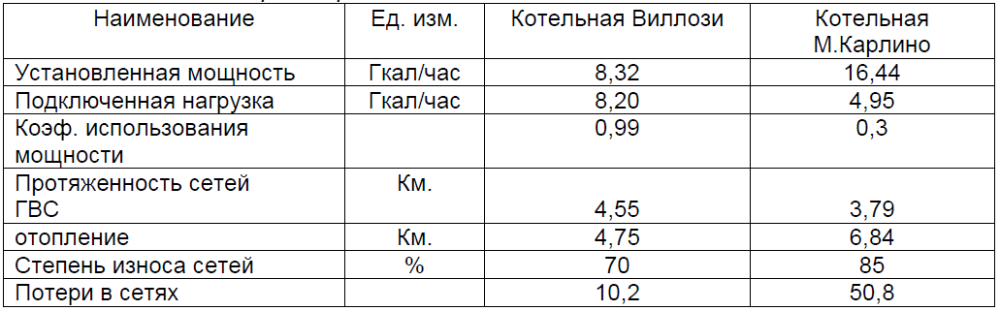 Наименование Ед. изм. Котельная Виллози Котельная
М.Карлино
Установленная мощность Гкал/час 8,32 16,44
Подключенная нагрузка Гкал/час 8,20 4,95
Коэф. использования 0,99 0,3
мощности
Протяженность сетей Км.
ГВС 4,55 3,79
отопление Км. 4,75 6,84
Степень износа сетей % 70 85
Потери в сетях 10,2 50,8